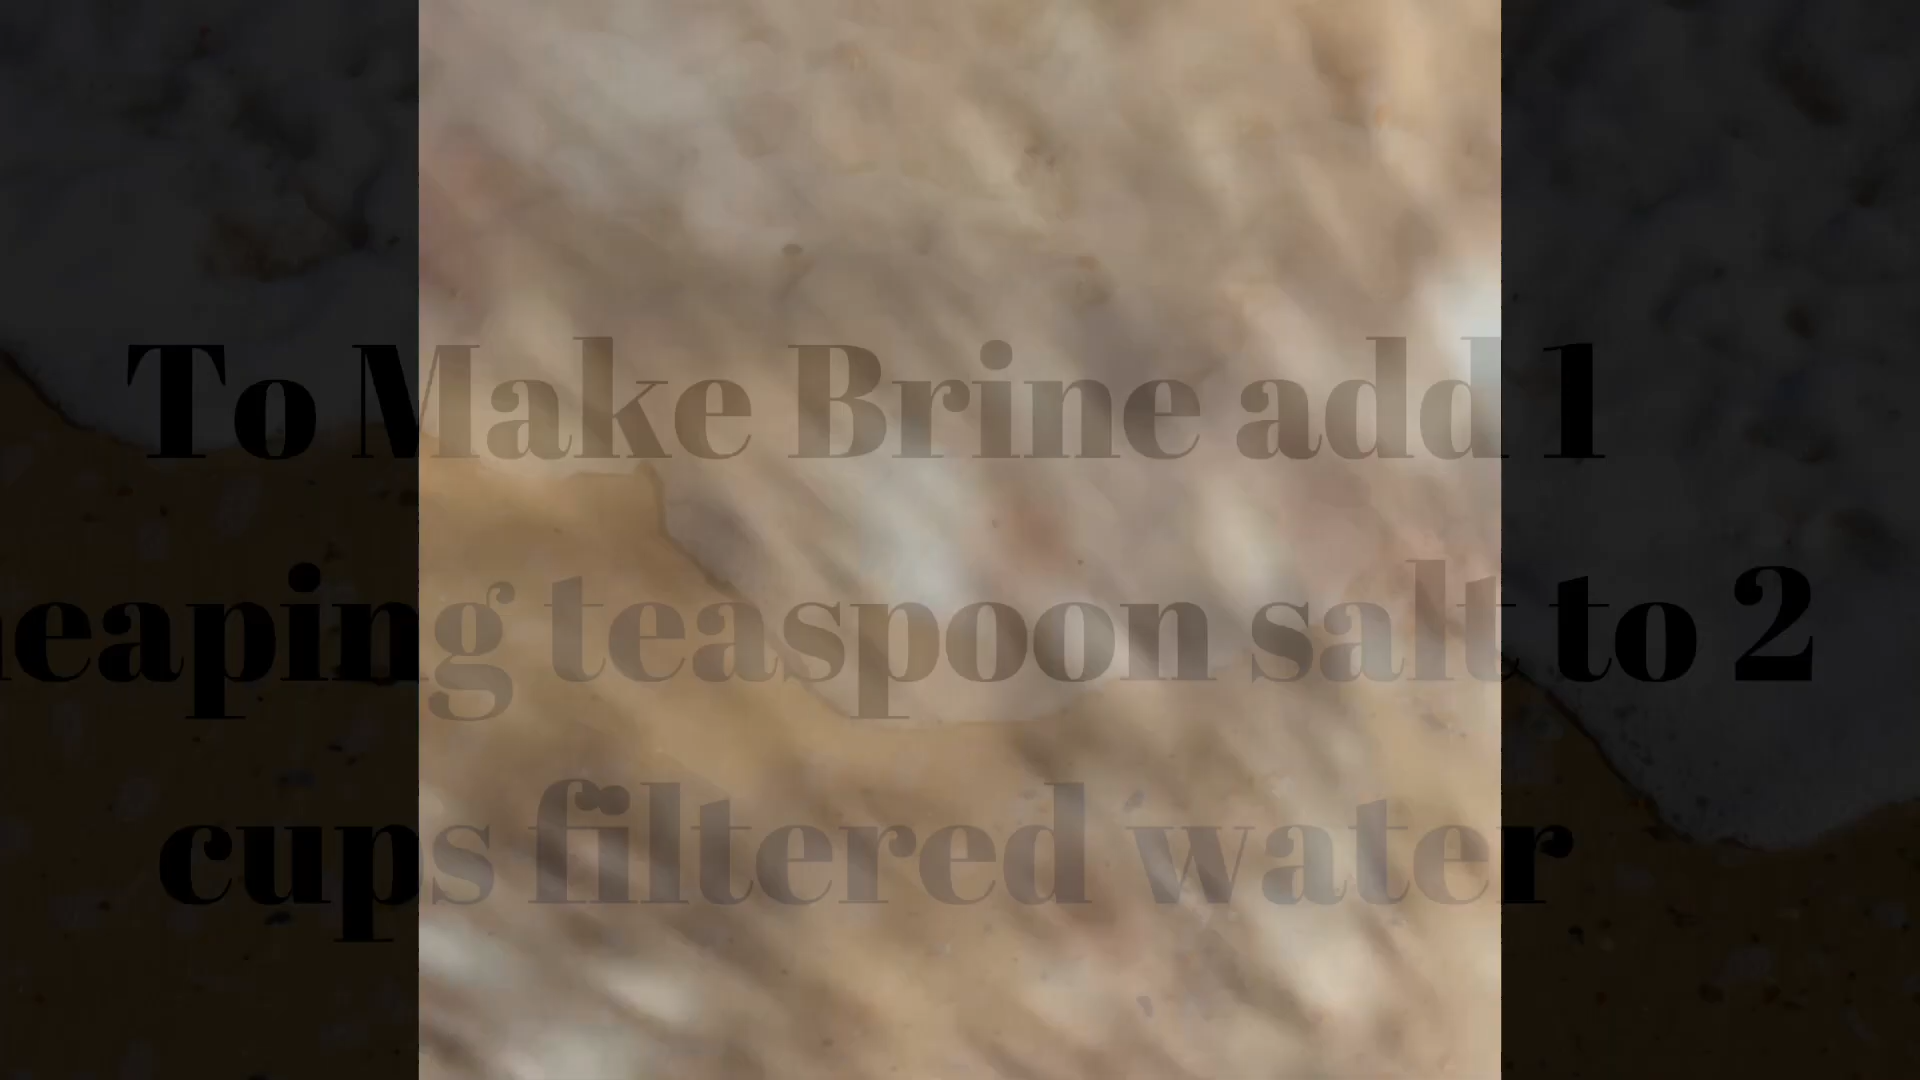 To Make Brine add 1
heaping teaspoon salt to 2
cups filtered water